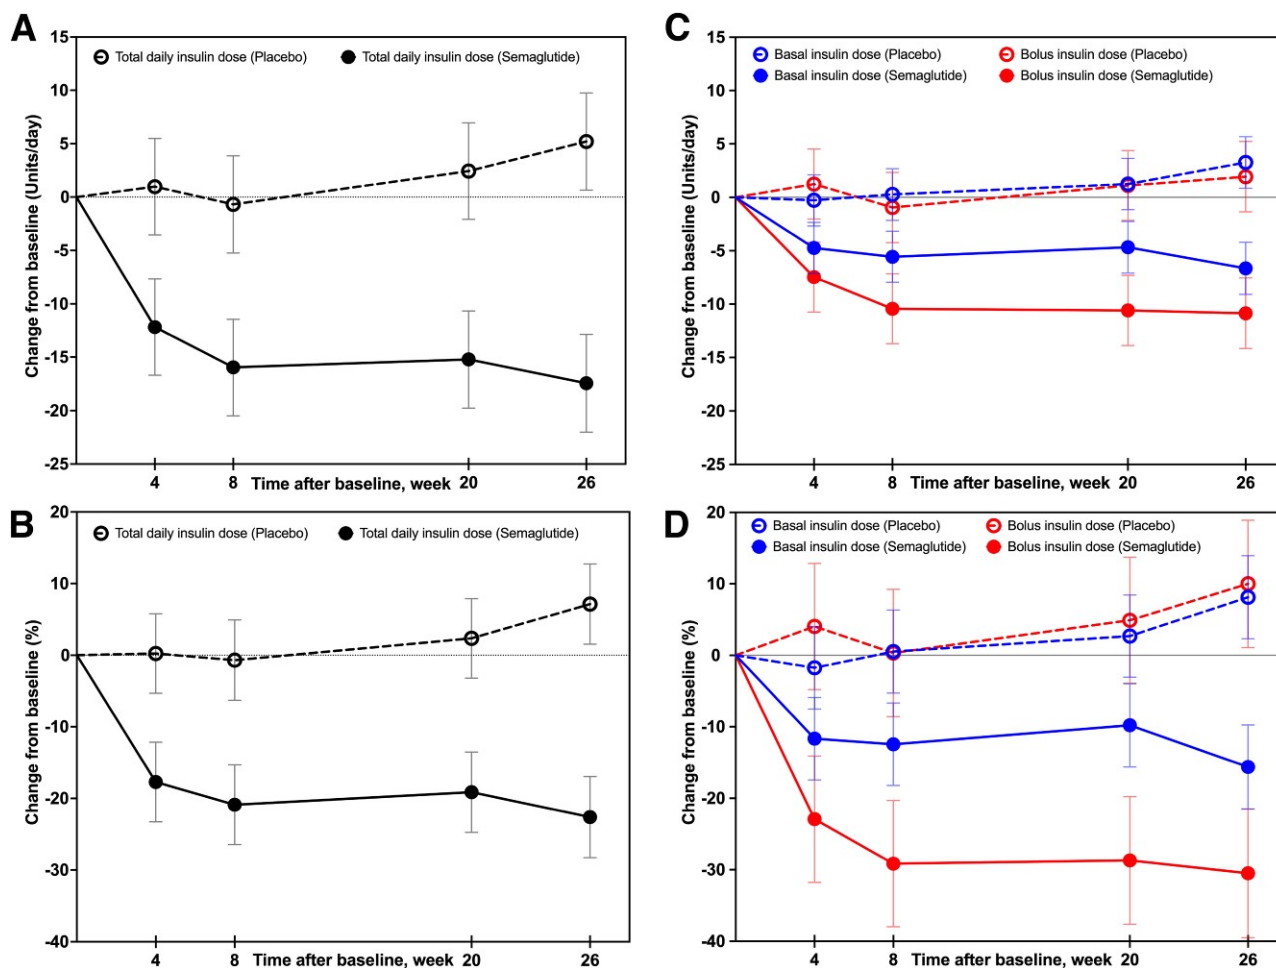 A
Change from baseline (Units/day)
15
10
5
0
-5
-10
-15
-20
-25
Total daily insulin dose (Placebo)
Total daily insulin dose (Semaglutide)
4
8
Time after baseline, week
20
26
C
Change from baseline (Units/day)
15
10
5
0
-5
-10
-15
-20
-25
Basal insulin dose (Placebo)
Bolus insulin dose (Placebo)
Basal insulin dose (Semaglutide)
Bolus insulin dose (Semaglutide)
4
8
Time after baseline, week
20
26
B
Change from baseline (%)
20
10
0
-10
-20
-30
-40
Total daily insulin dose (Placebo)
Total daily insulin dose (Semaglutide)
4
8
Time after baseline, week
20
26
D
Change from baseline (%)
20
10
0
-10
-20
-30
-40
Basal insulin dose (Placebo)
Bolus insulin dose (Placebo)
Basal insulin dose (Semaglutide)
Bolus insulin dose (Semaglutide)
4
8
Time after baseline, week
20
26